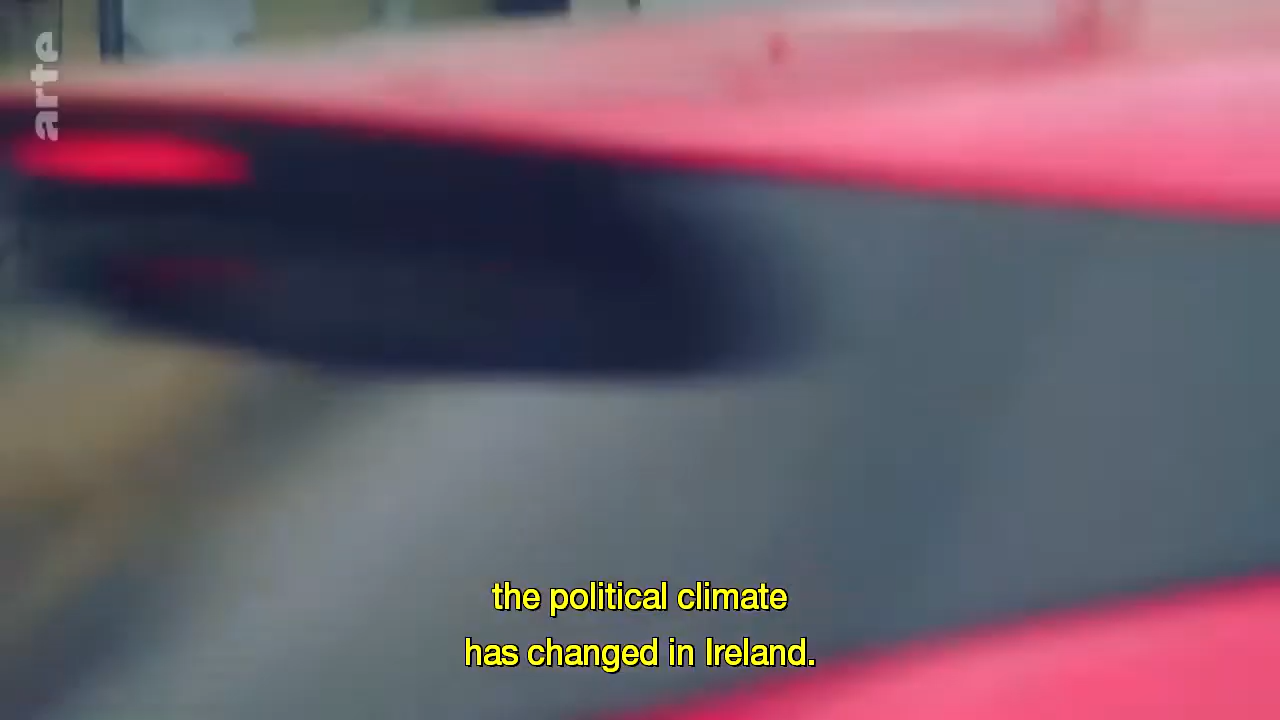 arte
the political climate
has changed in Ireland.